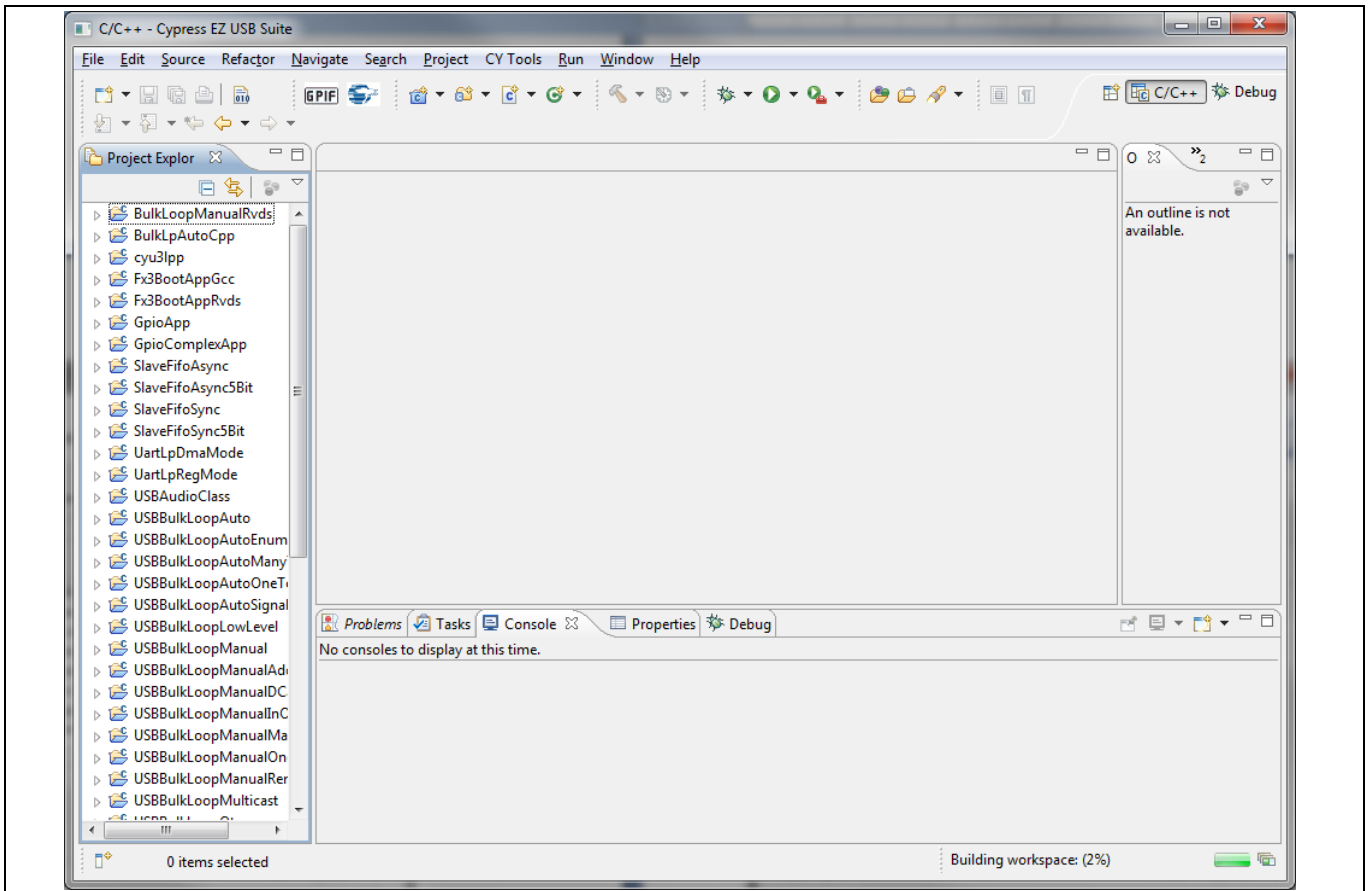 C/C++ - Cypress EZ USB Suite
File Edit Source Refactor Navigate Search Project CY Tools Run Window Help
010 GPIF
C/C++ Debug
Project Explor
O
»2
An outline is not
available.
BulkLoopManualRvds
BulkLpAutoCpp
cyu3lpp
Fx3BootAppGcc
Fx3BootAppRvds
GpioApp
GpioComplexApp
SlaveFifoAsync
SlaveFifoAsync5Bit
SlaveFifoSync
SlaveFifoSync5Bit
UartLpDmaMode
UartLpRegMode
USBAudioClass
USBBulkLoopAuto
USBBulkLoopAutoEnum
USBBulkLoopAutoMany
USBBulkLoopAutoOneT
USBBulkLoopAutoSignal
USBBulkLoopLowLevel
USBBulkLoopManual
USBBulkLoopManualAd
USBBulkLoopManualDC
USBBulkLoopManualInC
USBBulkLoopManualMa
USBBulkLoopManualOn
USBBulkLoopManualRer
USBBulkLoopMulticast
Problems Tasks Console Properties Debug
No consoles to display at this time.
0 items selected
Building workspace: (2%)